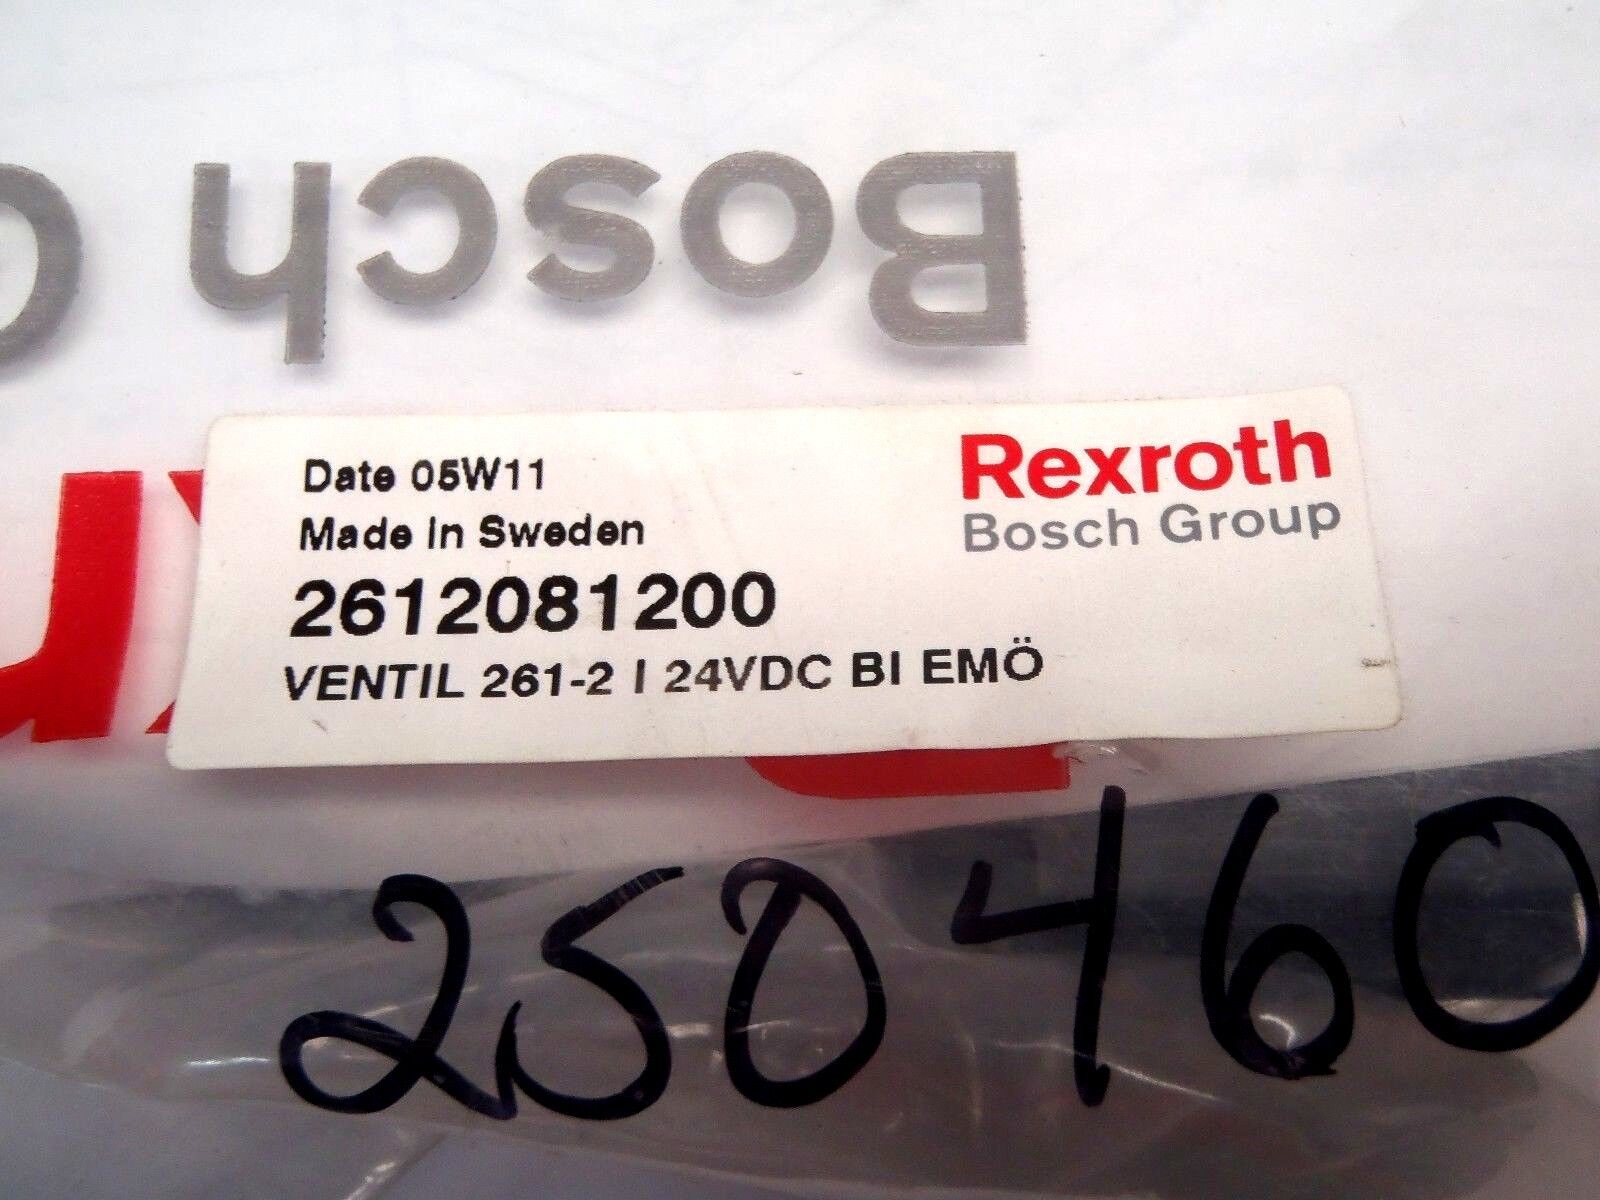 Bosch G
Date 05W11
Made in Sweden
2612081200
VENTIL 261-2 I 24VDC BI EMÖ
Rexroth
Bosch Group
250460